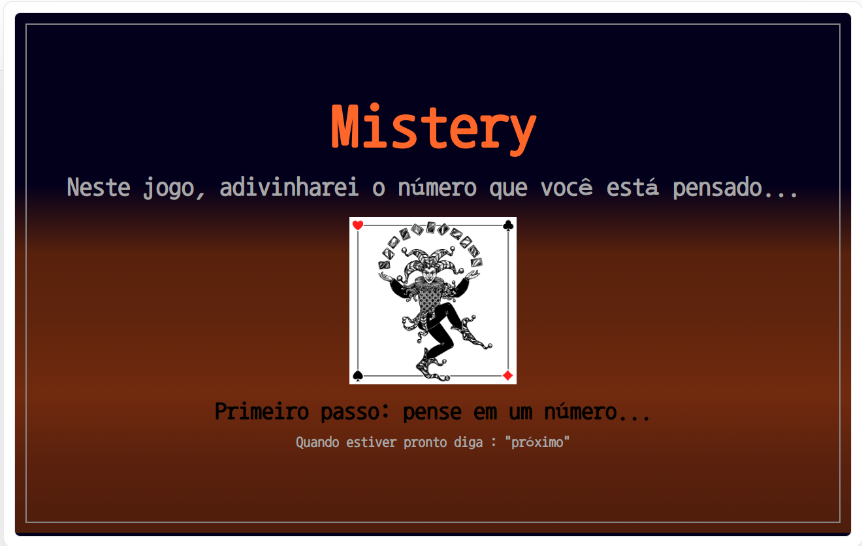 Mistery
Neste jogo, adivinharei o número que você está pensado...
Primeiro passo: pense em um número...
Quando estiver pronto diga : "próximo"